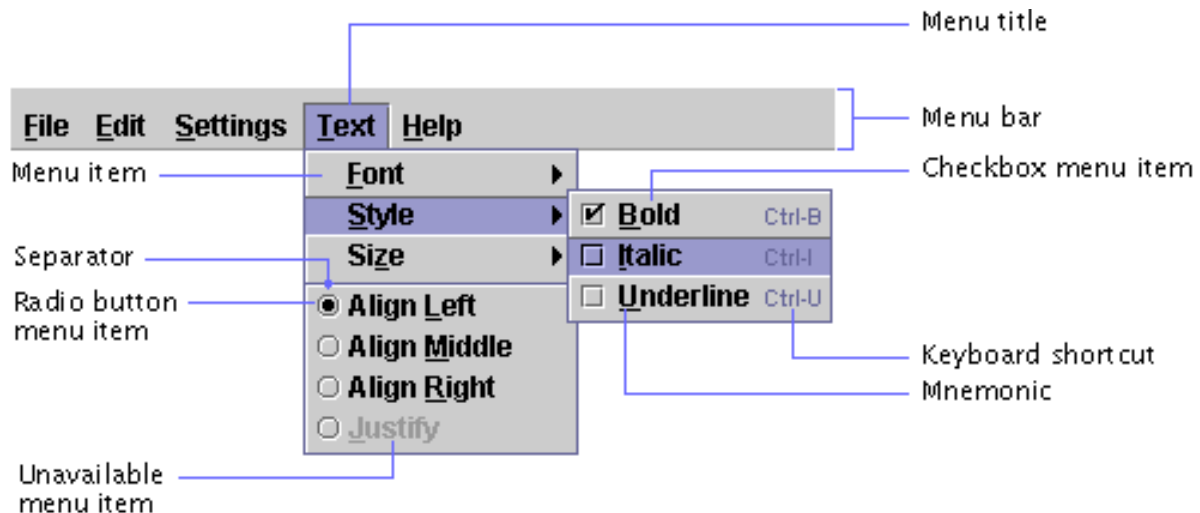 Menu title
File Edit Settings Text Help
Menu bar
Menu item
Font
Checkbox menu item
Style
Bold Ctrl-B
Separator
Size
Italic Ctrl-I
Radio button
menu item
Align Left
Underline Ctrl-U
Align Middle
Keyboard shortcut
Align Right
Mnemonic
Justify
Unavailable
menu item